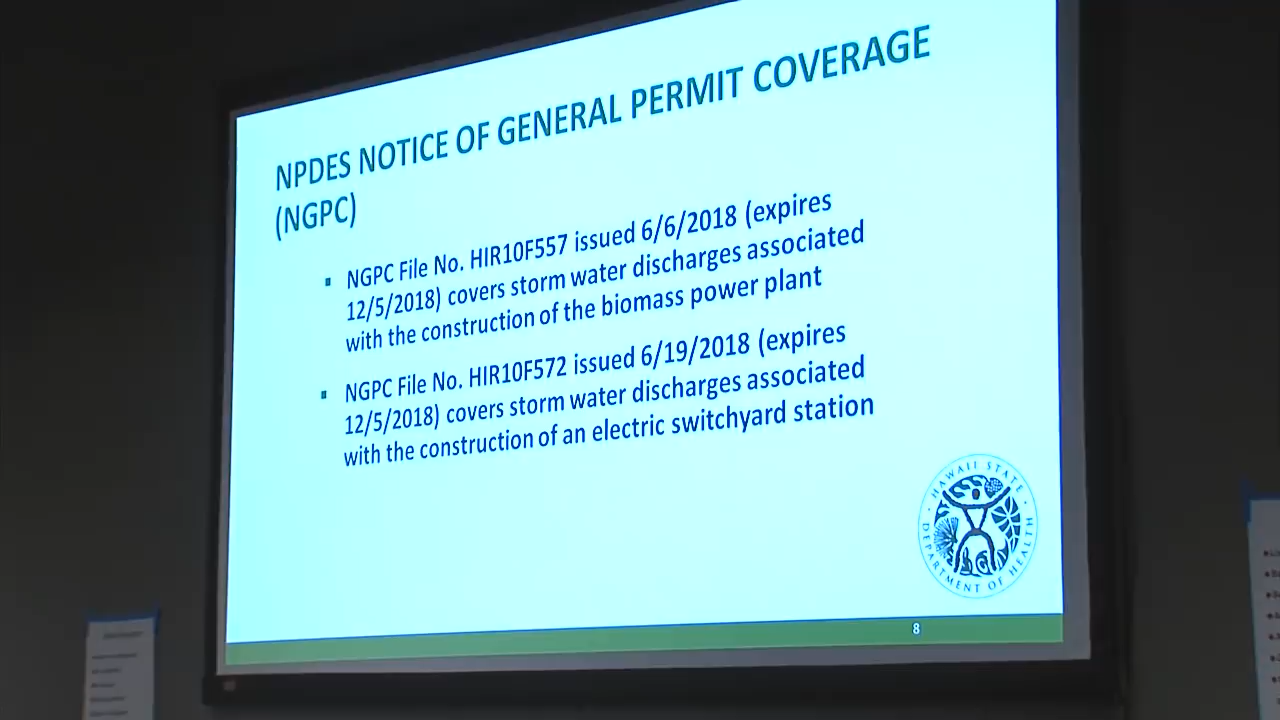 NPDES NOTICE OF GENERAL PERMIT COVERAGE
(NGPC)
▪ NGPC File No. HIR10F557 issued 6/6/2018 (expires
12/5/2018) covers storm water discharges associated
with the construction of the biomass power plant
▪ NGPC File No. HIR10F572 issued 6/19/2018 (expires
12/5/2018) covers storm water discharges associated
with the construction of an electric switchyard station
HAWAII STATE
DEPARTMENT OF HEALTH
8